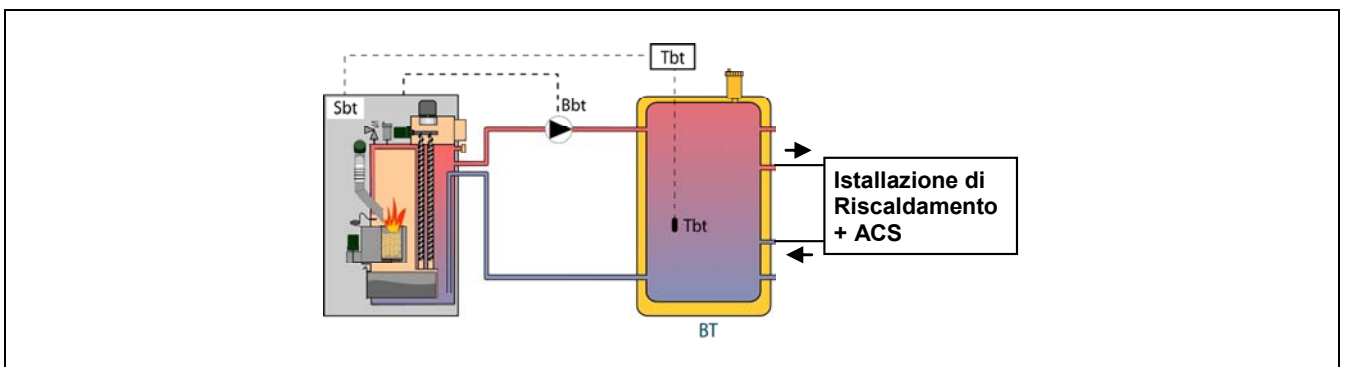 Tbt
Sbt
Bbt
Istallazione di
Riscaldamento
+ ACS
Tbt
BT